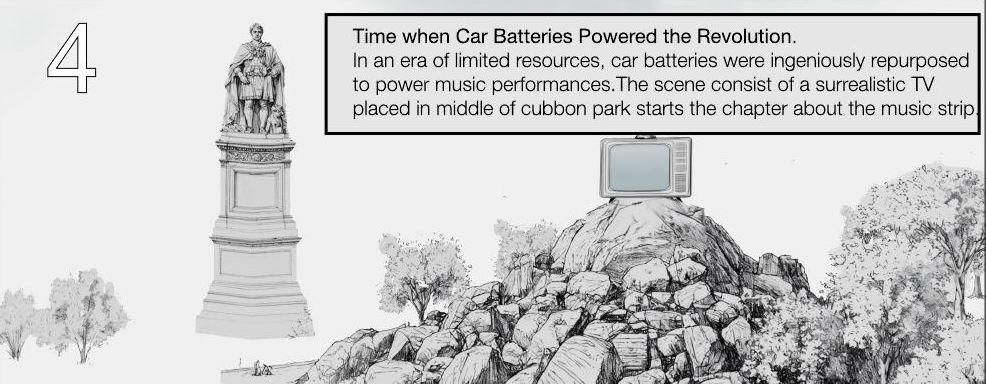 4
Time when Car Batteries Powered the Revolution.
In an era of limited resources, car batteries were ingeniously repurposed
to power music performances.The scene consist of a surrealistic TV
placed in middle of cubbon park starts the chapter about the music strip.